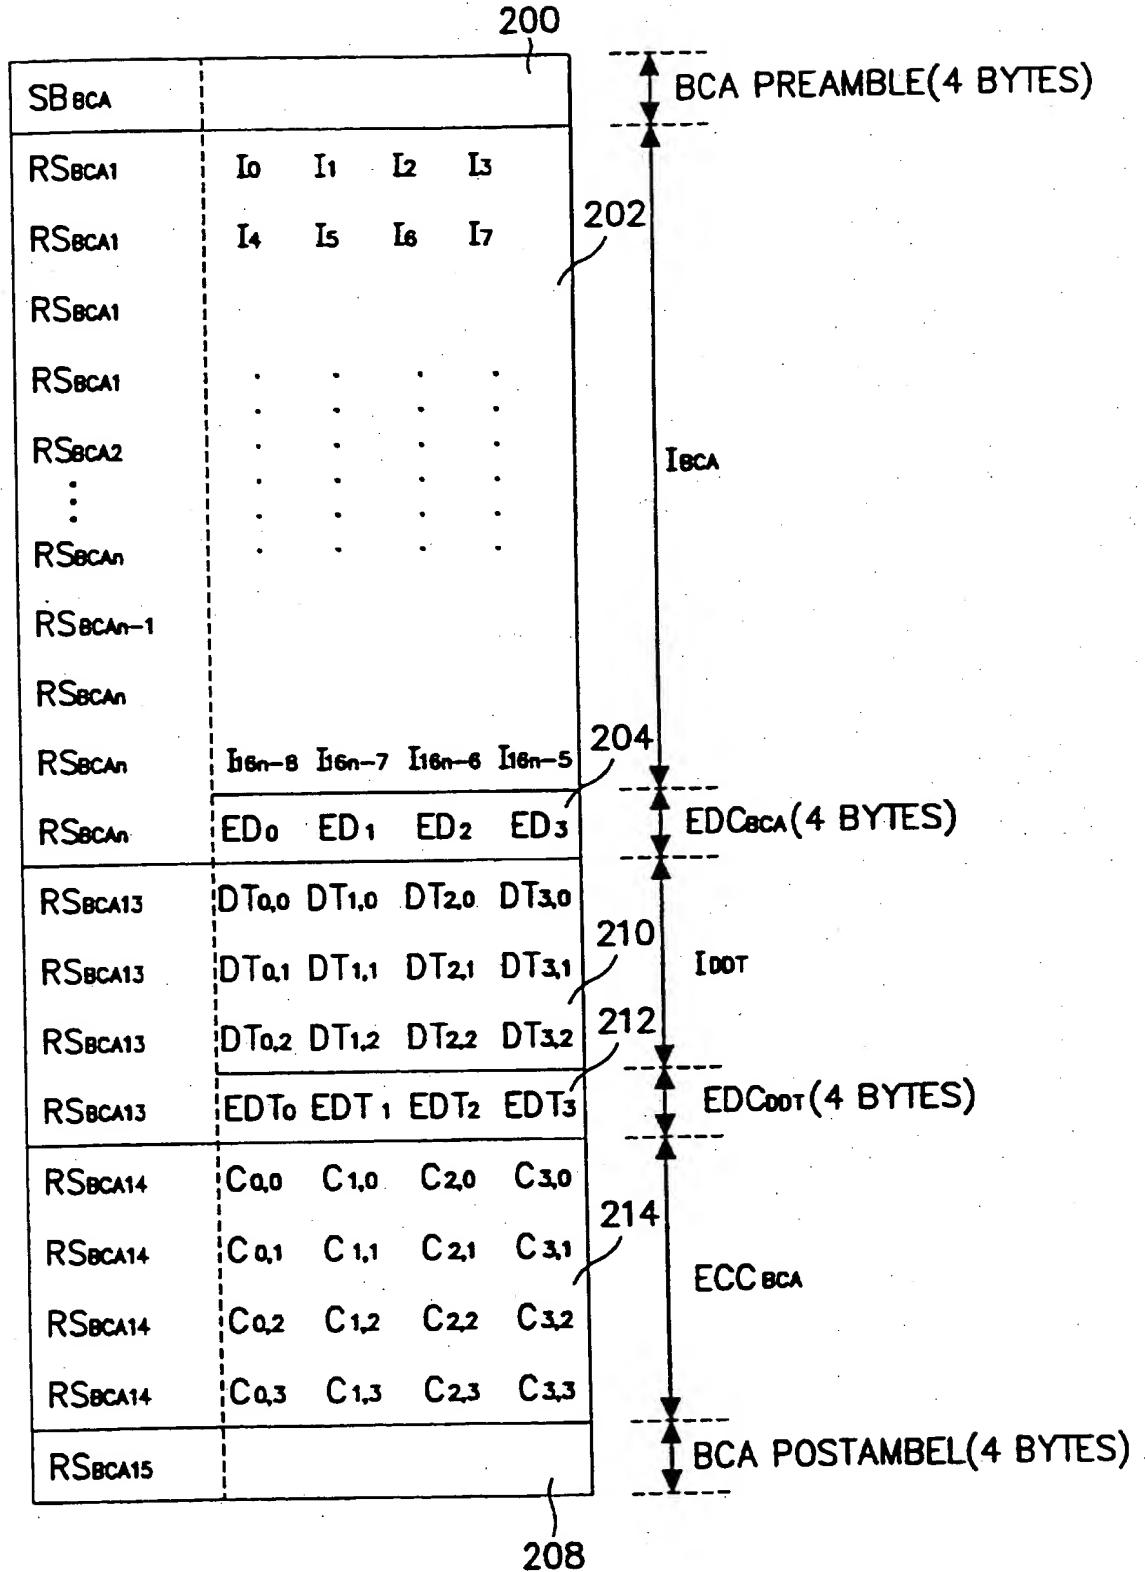 200
SBBCA BCA PREAMBLE(4 BYTES)
RSBCA1 I0 I1 I2 I3
202
RSBCA1 I4 I5 I6 I7
RSBCA1
RSBCA1 . . . .
. . . .
RSBCA2 . . . . IBCA
⋮ . . . .
. . . .
RSBCAn . . . .
RSBCAn-1
RSBCAn
204
RSBCAn I16n-8 I16n-7 I16n-6 I16n-5
RSBCAn ED0 ED1 ED2 ED3 EDCBCA(4 BYTES)
RSBCA13 DT0,0 DT1,0 DT2,0 DT3,0
210
RSBCA13 DT0,1 DT1,1 DT2,1 DT3,1 IDDT
212
RSBCA13 DT0,2 DT1,2 DT2,2 DT3,2
RSBCA13 EDT0 EDT1 EDT2 EDT3 EDCDDT(4 BYTES)
RSBCA14 C0,0 C1,0 C2,0 C3,0
214
RSBCA14 C0,1 C1,1 C2,1 C3,1 ECCBCA
RSBCA14 C0,2 C1,2 C2,2 C3,2
RSBCA14 C0,3 C1,3 C2,3 C3,3
RSBCA15 BCA POSTAMBEL(4 BYTES)
208